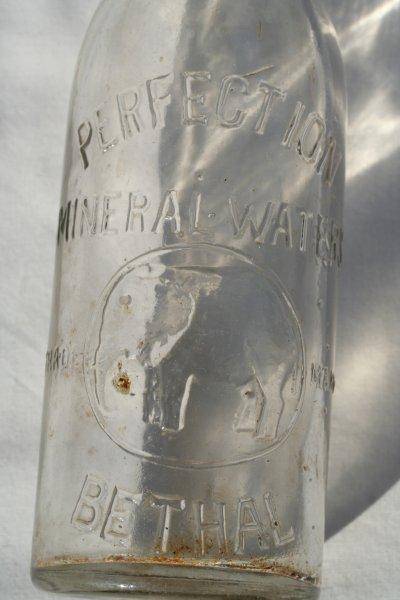 PERFECTION
MINERAL WATERS
TRADE MARK
BETHAL